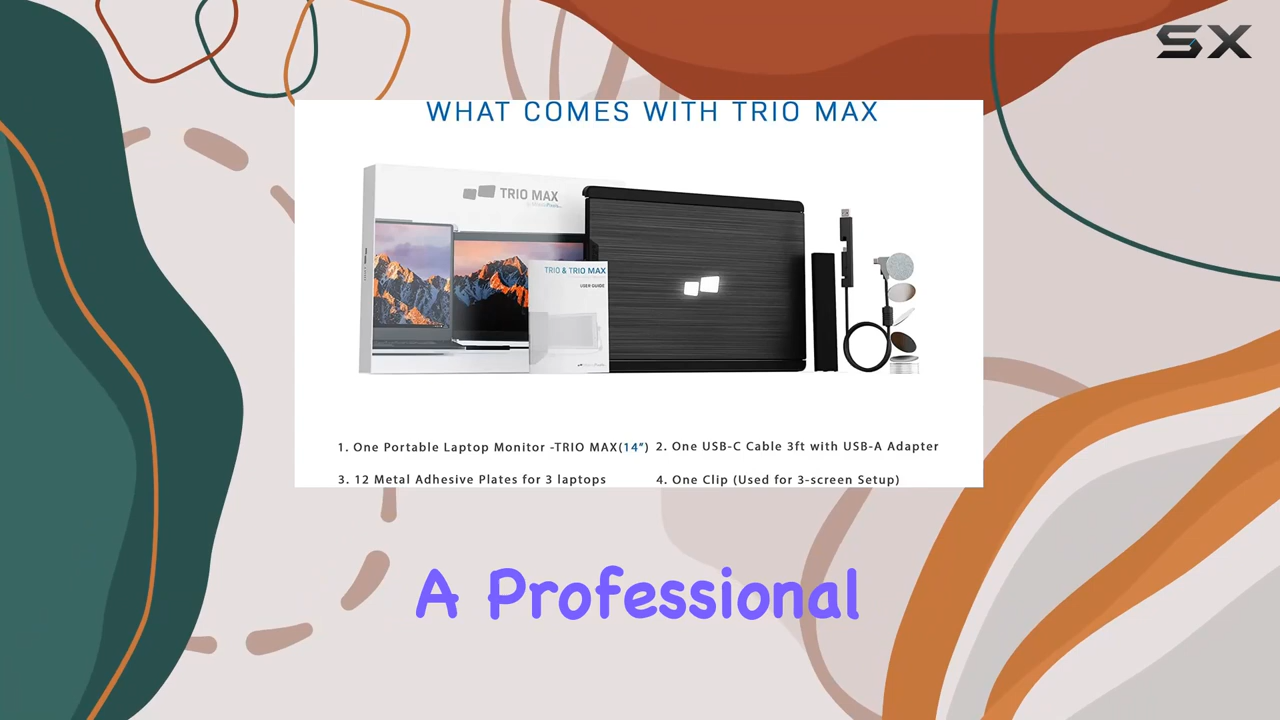 SX
WHAT COMES WITH TRIO MAX
TRIO MAX
TRIO & TRIO MAX
USER GUIDE
1. One Portable Laptop Monitor -TRIO MAX(14”) 2. One USB-C Cable 3ft with USB-A Adapter
3. 12 Metal Adhesive Plates for 3 laptops 4. One Clip (Used for 3-screen Setup)
A Professional